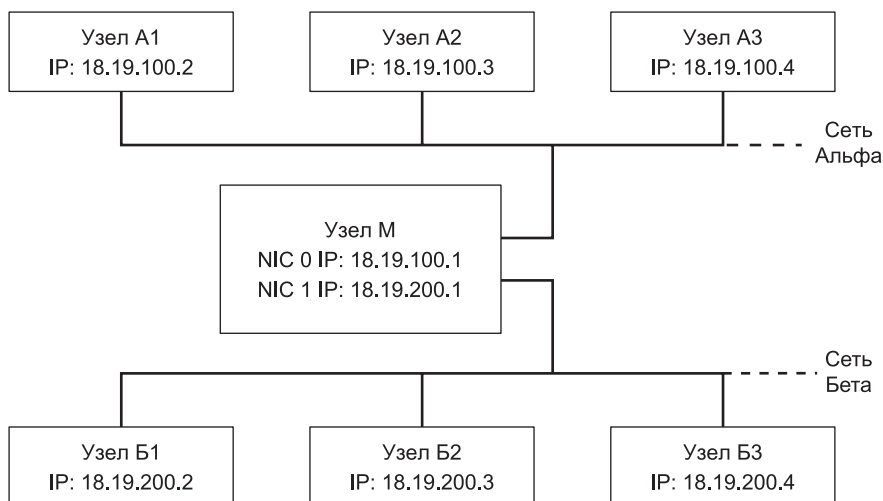 Узел А1
IP: 18.19.100.2
Узел А2
IP: 18.19.100.3
Узел А3
IP: 18.19.100.4
Сеть
Альфа
Узел М
NIC 0 IP: 18.19.100.1
NIC 1 IP: 18.19.200.1
Сеть
Бета
Узел Б1
IP: 18.19.200.2
Узел Б2
IP: 18.19.200.3
Узел Б3
IP: 18.19.200.4